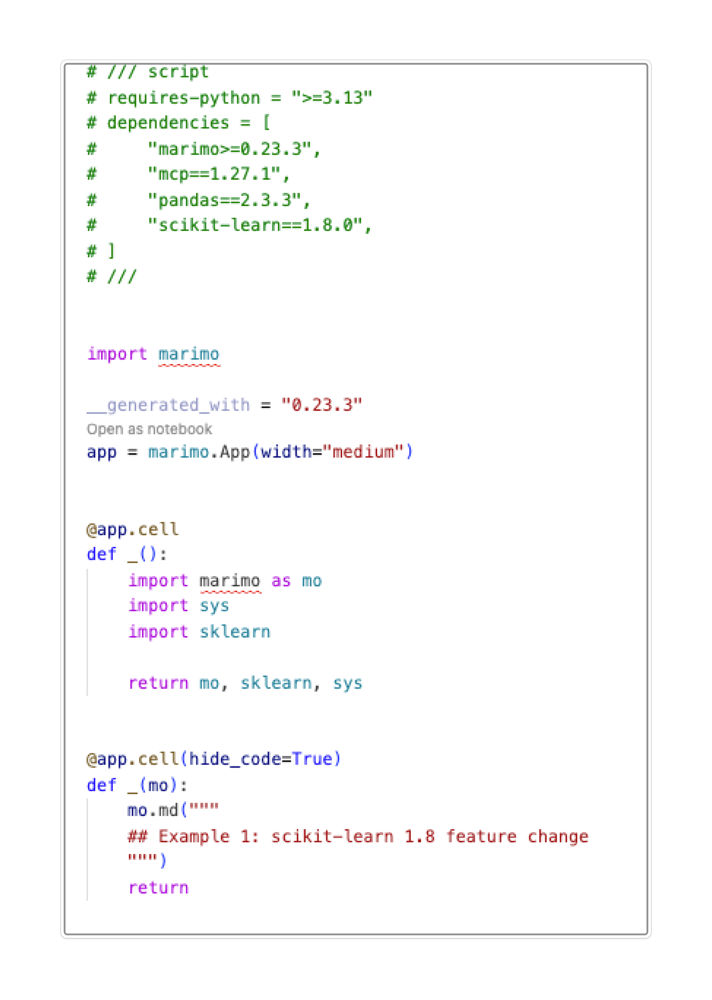 # /// script
# requires-python = ">=3.13"
# dependencies = [
#     "marimo>=0.23.3",
#     "mcp==1.27.1",
#     "pandas==2.3.3",
#     "scikit-learn==1.8.0",
# ]
# ///
import marimo
__generated_with = "0.23.3"
Open as notebook
app = marimo.App(width="medium")
@app.cell
def _():
    import marimo as mo
    import sys
    import sklearn
    return mo, sklearn, sys
@app.cell(hide_code=True)
def _(mo):
    mo.md("""
    ## Example 1: scikit-learn 1.8 feature change
    """)
    return